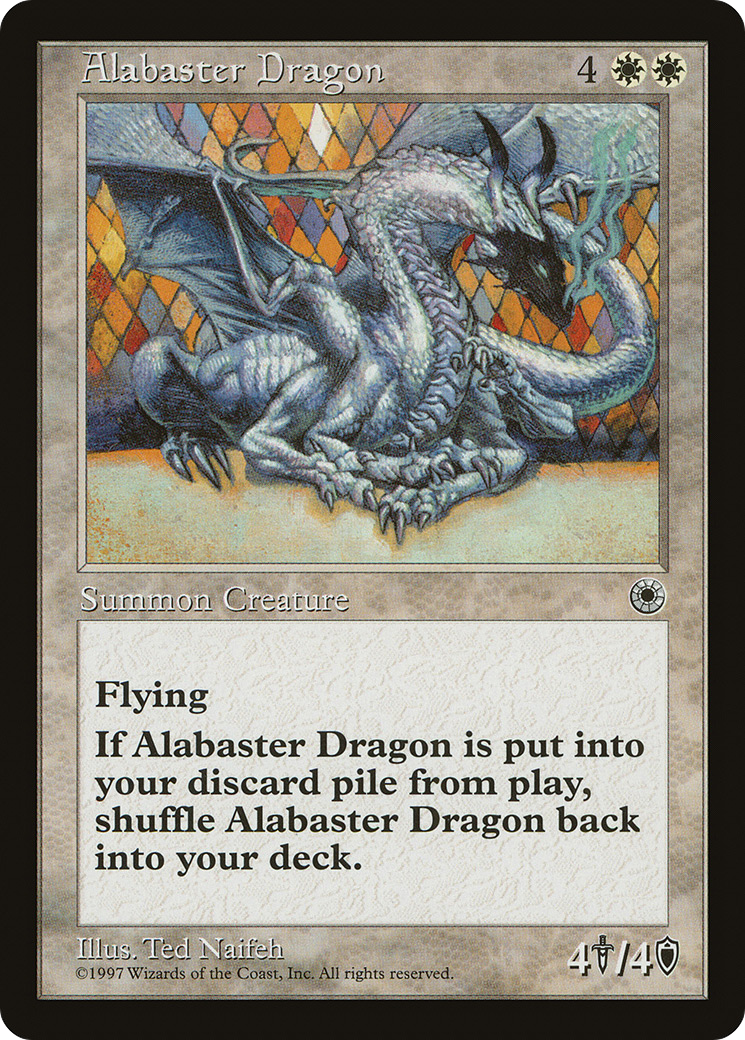 Alabaster Dragon 4
Summon Creature
Flying
If Alabaster Dragon is put into
your discard pile from play,
shuffle Alabaster Dragon back
into your deck.
Illus. Ted Naifeh
©1997 Wizards of the Coast, Inc. All rights reserved.
4/4